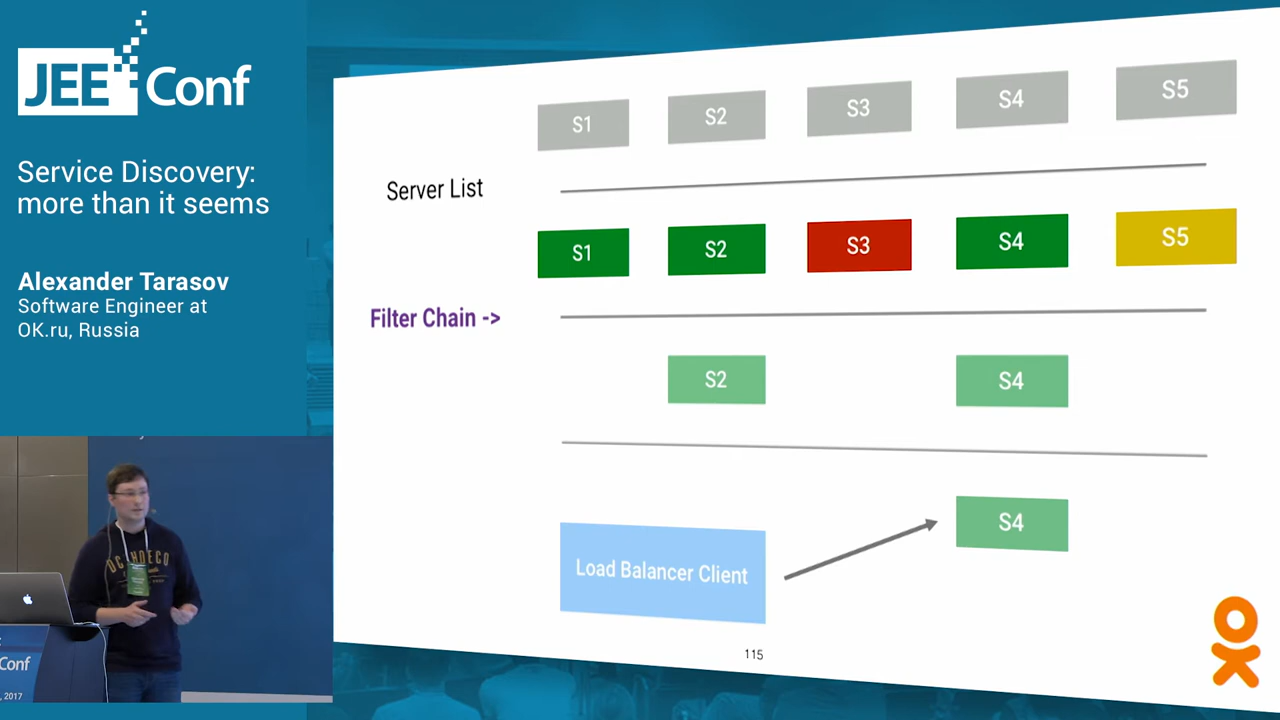 JEE Conf
Service Discovery:
more than it seems
Alexander Tarasov
Software Engineer at
OK.ru, Russia
S1 S2 S3 S4 S5
Server List
S1 S2 S3 S4 S5
Filter Chain ->
S2 S4
S4
Load Balancer Client
115
Conf
, 2017